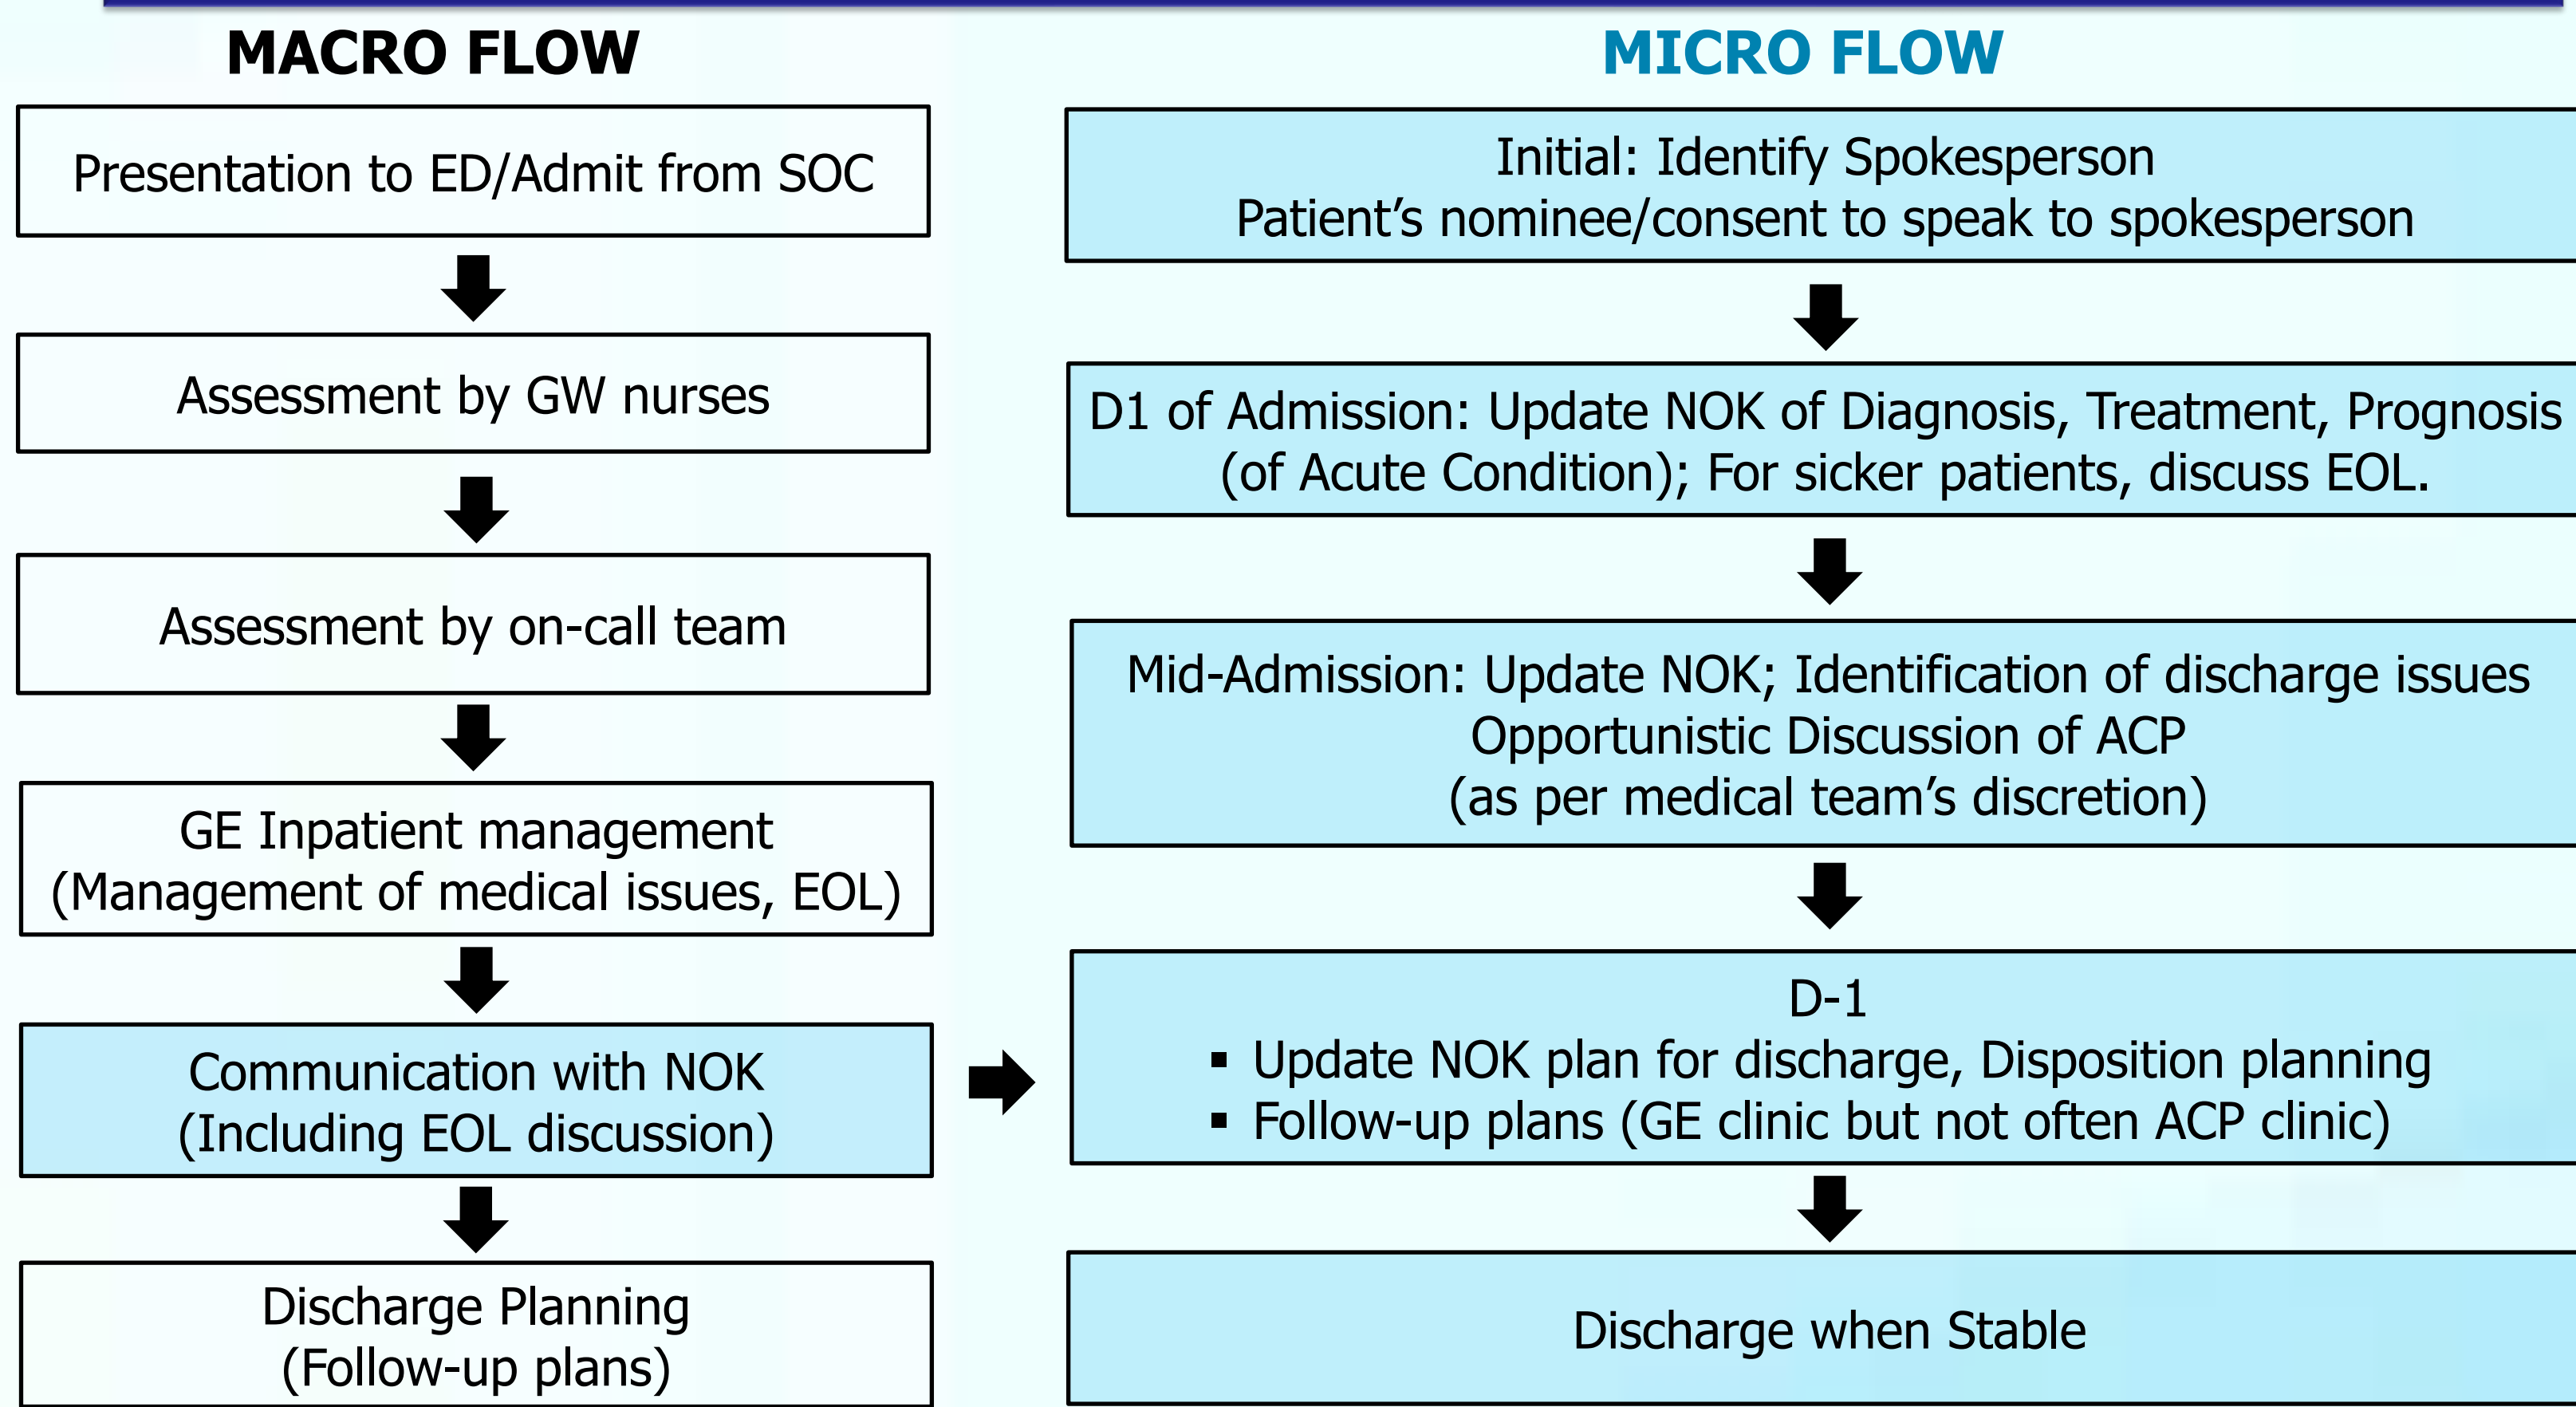 MACRO FLOW
Presentation to ED/Admit from SOC
Assessment by GW nurses
Assessment by on-call team
GE Inpatient management
(Management of medical issues, EOL)
Communication with NOK
(Including EOL discussion)
Discharge Planning
(Follow-up plans)
MICRO FLOW
Initial: Identify Spokesperson
Patient’s nominee/consent to speak to spokesperson
D1 of Admission: Update NOK of Diagnosis, Treatment, Prognosis
(of Acute Condition); For sicker patients, discuss EOL.
Mid-Admission: Update NOK; Identification of discharge issues
Opportunistic Discussion of ACP
(as per medical team’s discretion)
D-1
▪ Update NOK plan for discharge, Disposition planning
▪ Follow-up plans (GE clinic but not often ACP clinic)
Discharge when Stable